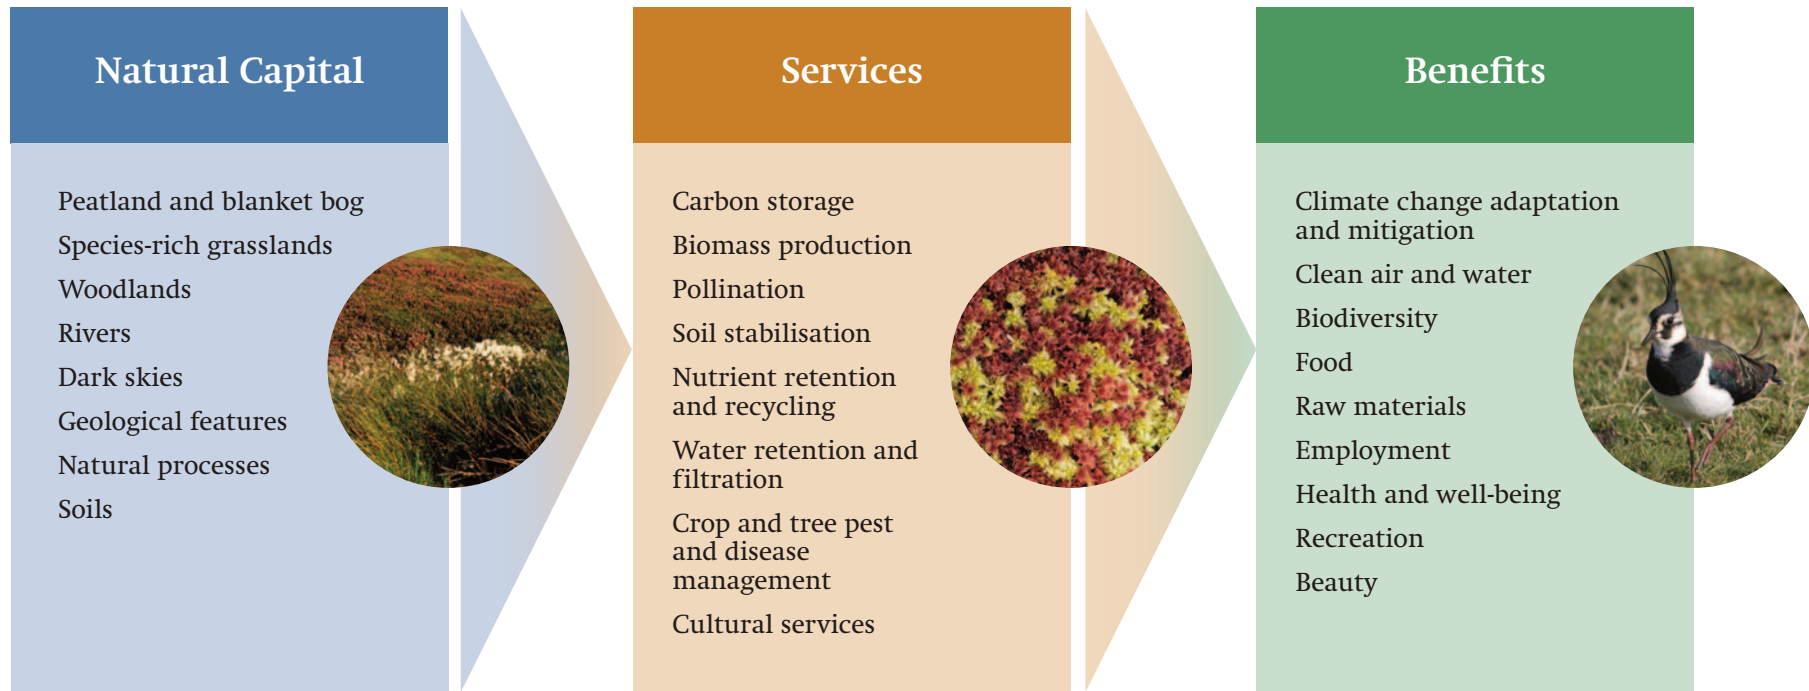 Natural Capital
Peatland and blanket bog
Species-rich grasslands
Woodlands
Rivers
Dark skies
Geological features
Natural processes
Soils
Services
Carbon storage
Biomass production
Pollination
Soil stabilisation
Nutrient retention
and recycling
Water retention and
filtration
Crop and tree pest
and disease
management
Cultural services
Benefits
Climate change adaptation
and mitigation
Clean air and water
Biodiversity
Food
Raw materials
Employment
Health and well-being
Recreation
Beauty